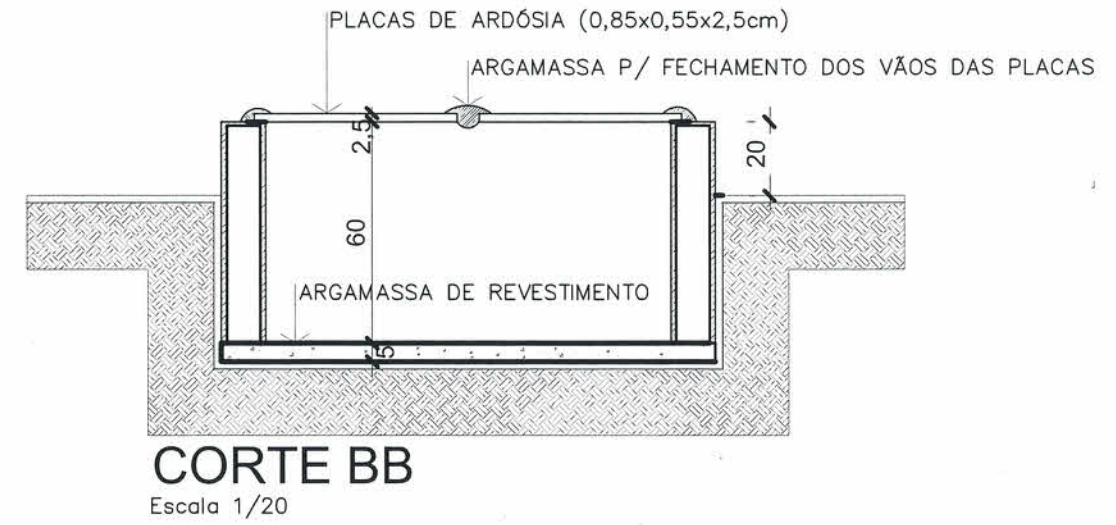 PLACAS DE ARDÓSIA (0,85x0,55x2,5cm)
ARGAMASSA P/ FECHAMENTO DOS VÃOS DAS PLACAS
2,5
20
60
ARGAMASSA DE REVESTIMENTO
5
CORTE BB
Escala 1/20